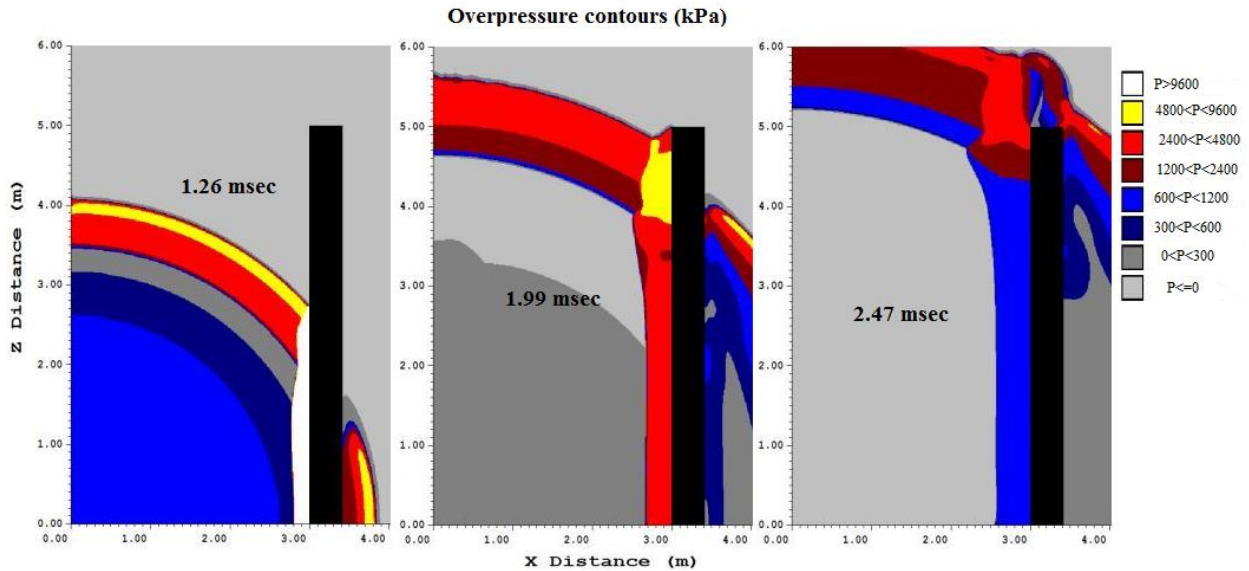 Overpressure contours (kPa)
6.00
5.00
4.00
3.00
2.00
1.00
0.00
Z Distance (m)
1.26 msec
0.00 1.00 2.00 3.00 4.00
6.00
5.00
4.00
3.00
2.00
1.00
0.00
1.99 msec
0.00 1.00 2.00 3.00 4.00
X Distance (m)
6.00
5.00
4.00
3.00
2.00
1.00
0.00
2.47 msec
0.00 1.00 2.00 3.00 4.00
P>9600
4800<P<9600
2400<P<4800
1200<P<2400
600<P<1200
300<P<600
0<P<300
P<=0